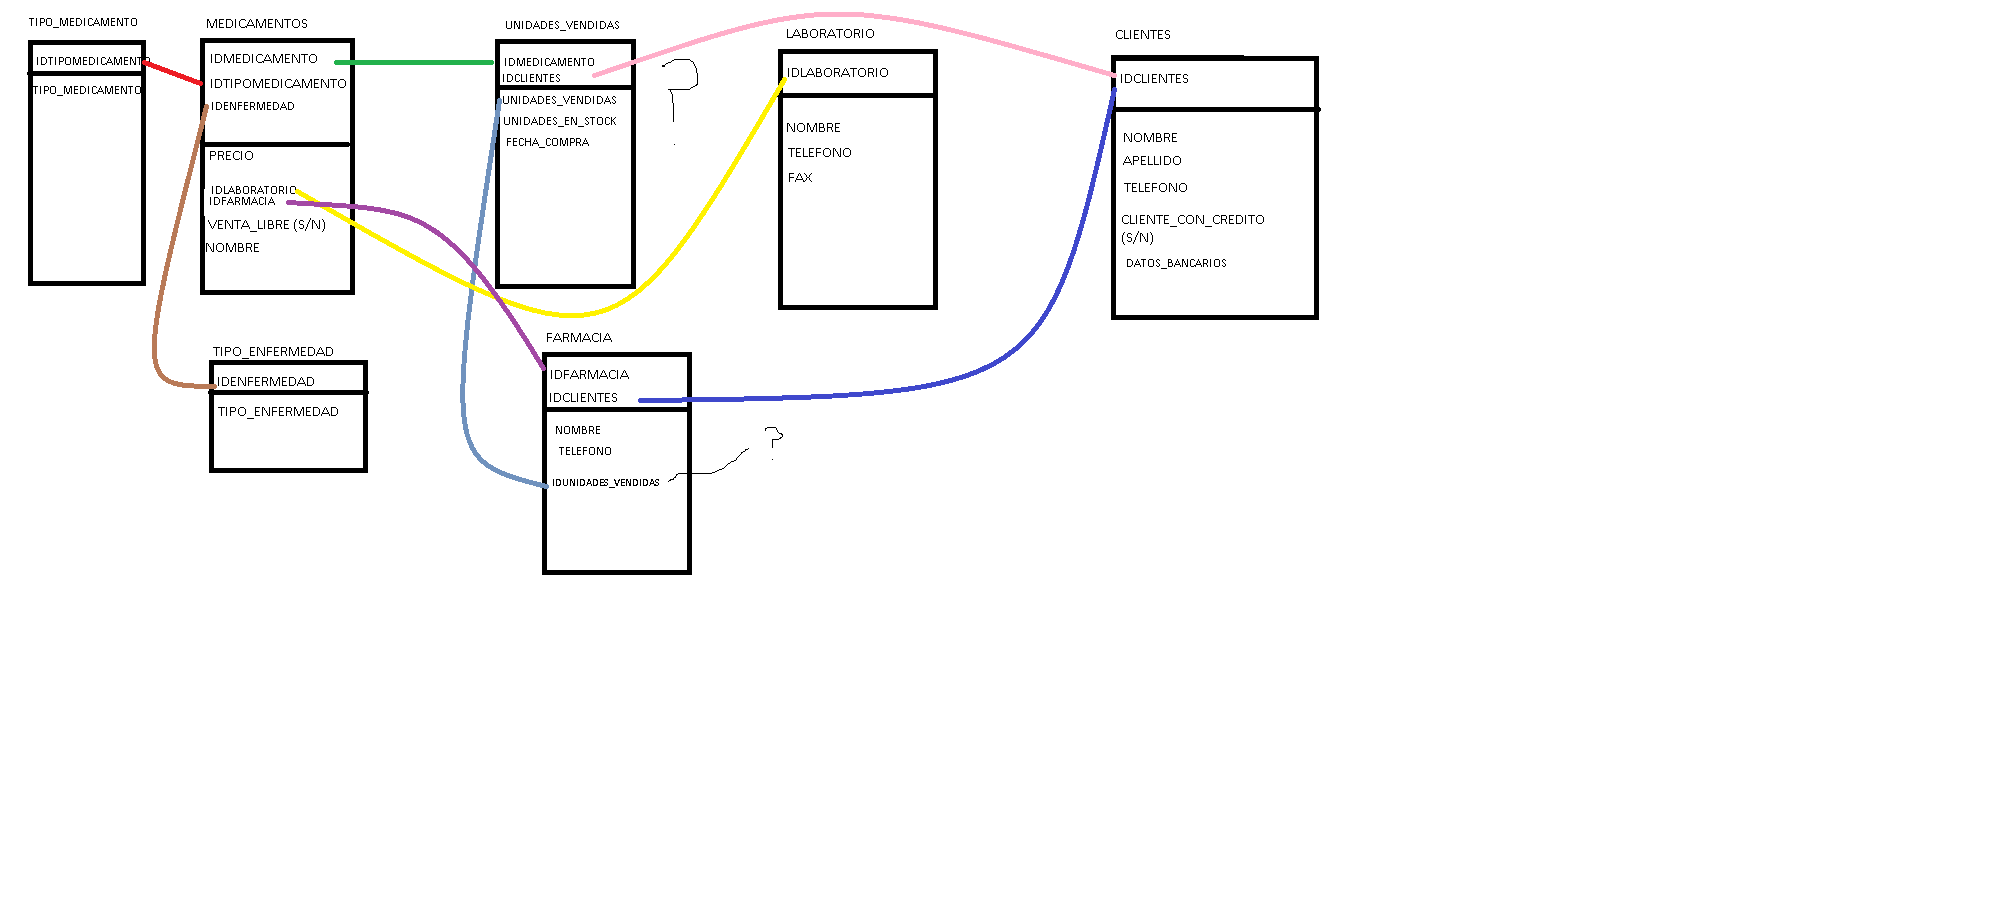 TIPO_MEDICAMENTO
IDTIPOMEDICAMENTO
TIPO_MEDICAMENTO
MEDICAMENTOS
IDMEDICAMENTO
IDTIPOMEDICAMENTO
IDENFERMEDAD
PRECIO
IDLABORATORIO
IDFARMACIA
VENTA_LIBRE (S/N)
NOMBRE
UNIDADES_VENDIDAS
IDMEDICAMENTO
IDCLIENTES
UNIDADES_VENDIDAS
UNIDADES_EN_STOCK
FECHA_COMPRA
?
LABORATORIO
IDLABORATORIO
NOMBRE
TELEFONO
FAX
CLIENTES
IDCLIENTES
NOMBRE
APELLIDO
TELEFONO
CLIENTE_CON_CREDITO
(S/N)
DATOS_BANCARIOS
TIPO_ENFERMEDAD
IDENFERMEDAD
TIPO_ENFERMEDAD
FARMACIA
IDFARMACIA
IDCLIENTES
NOMBRE
TELEFONO
IDUNIDADES_VENDIDAS
?